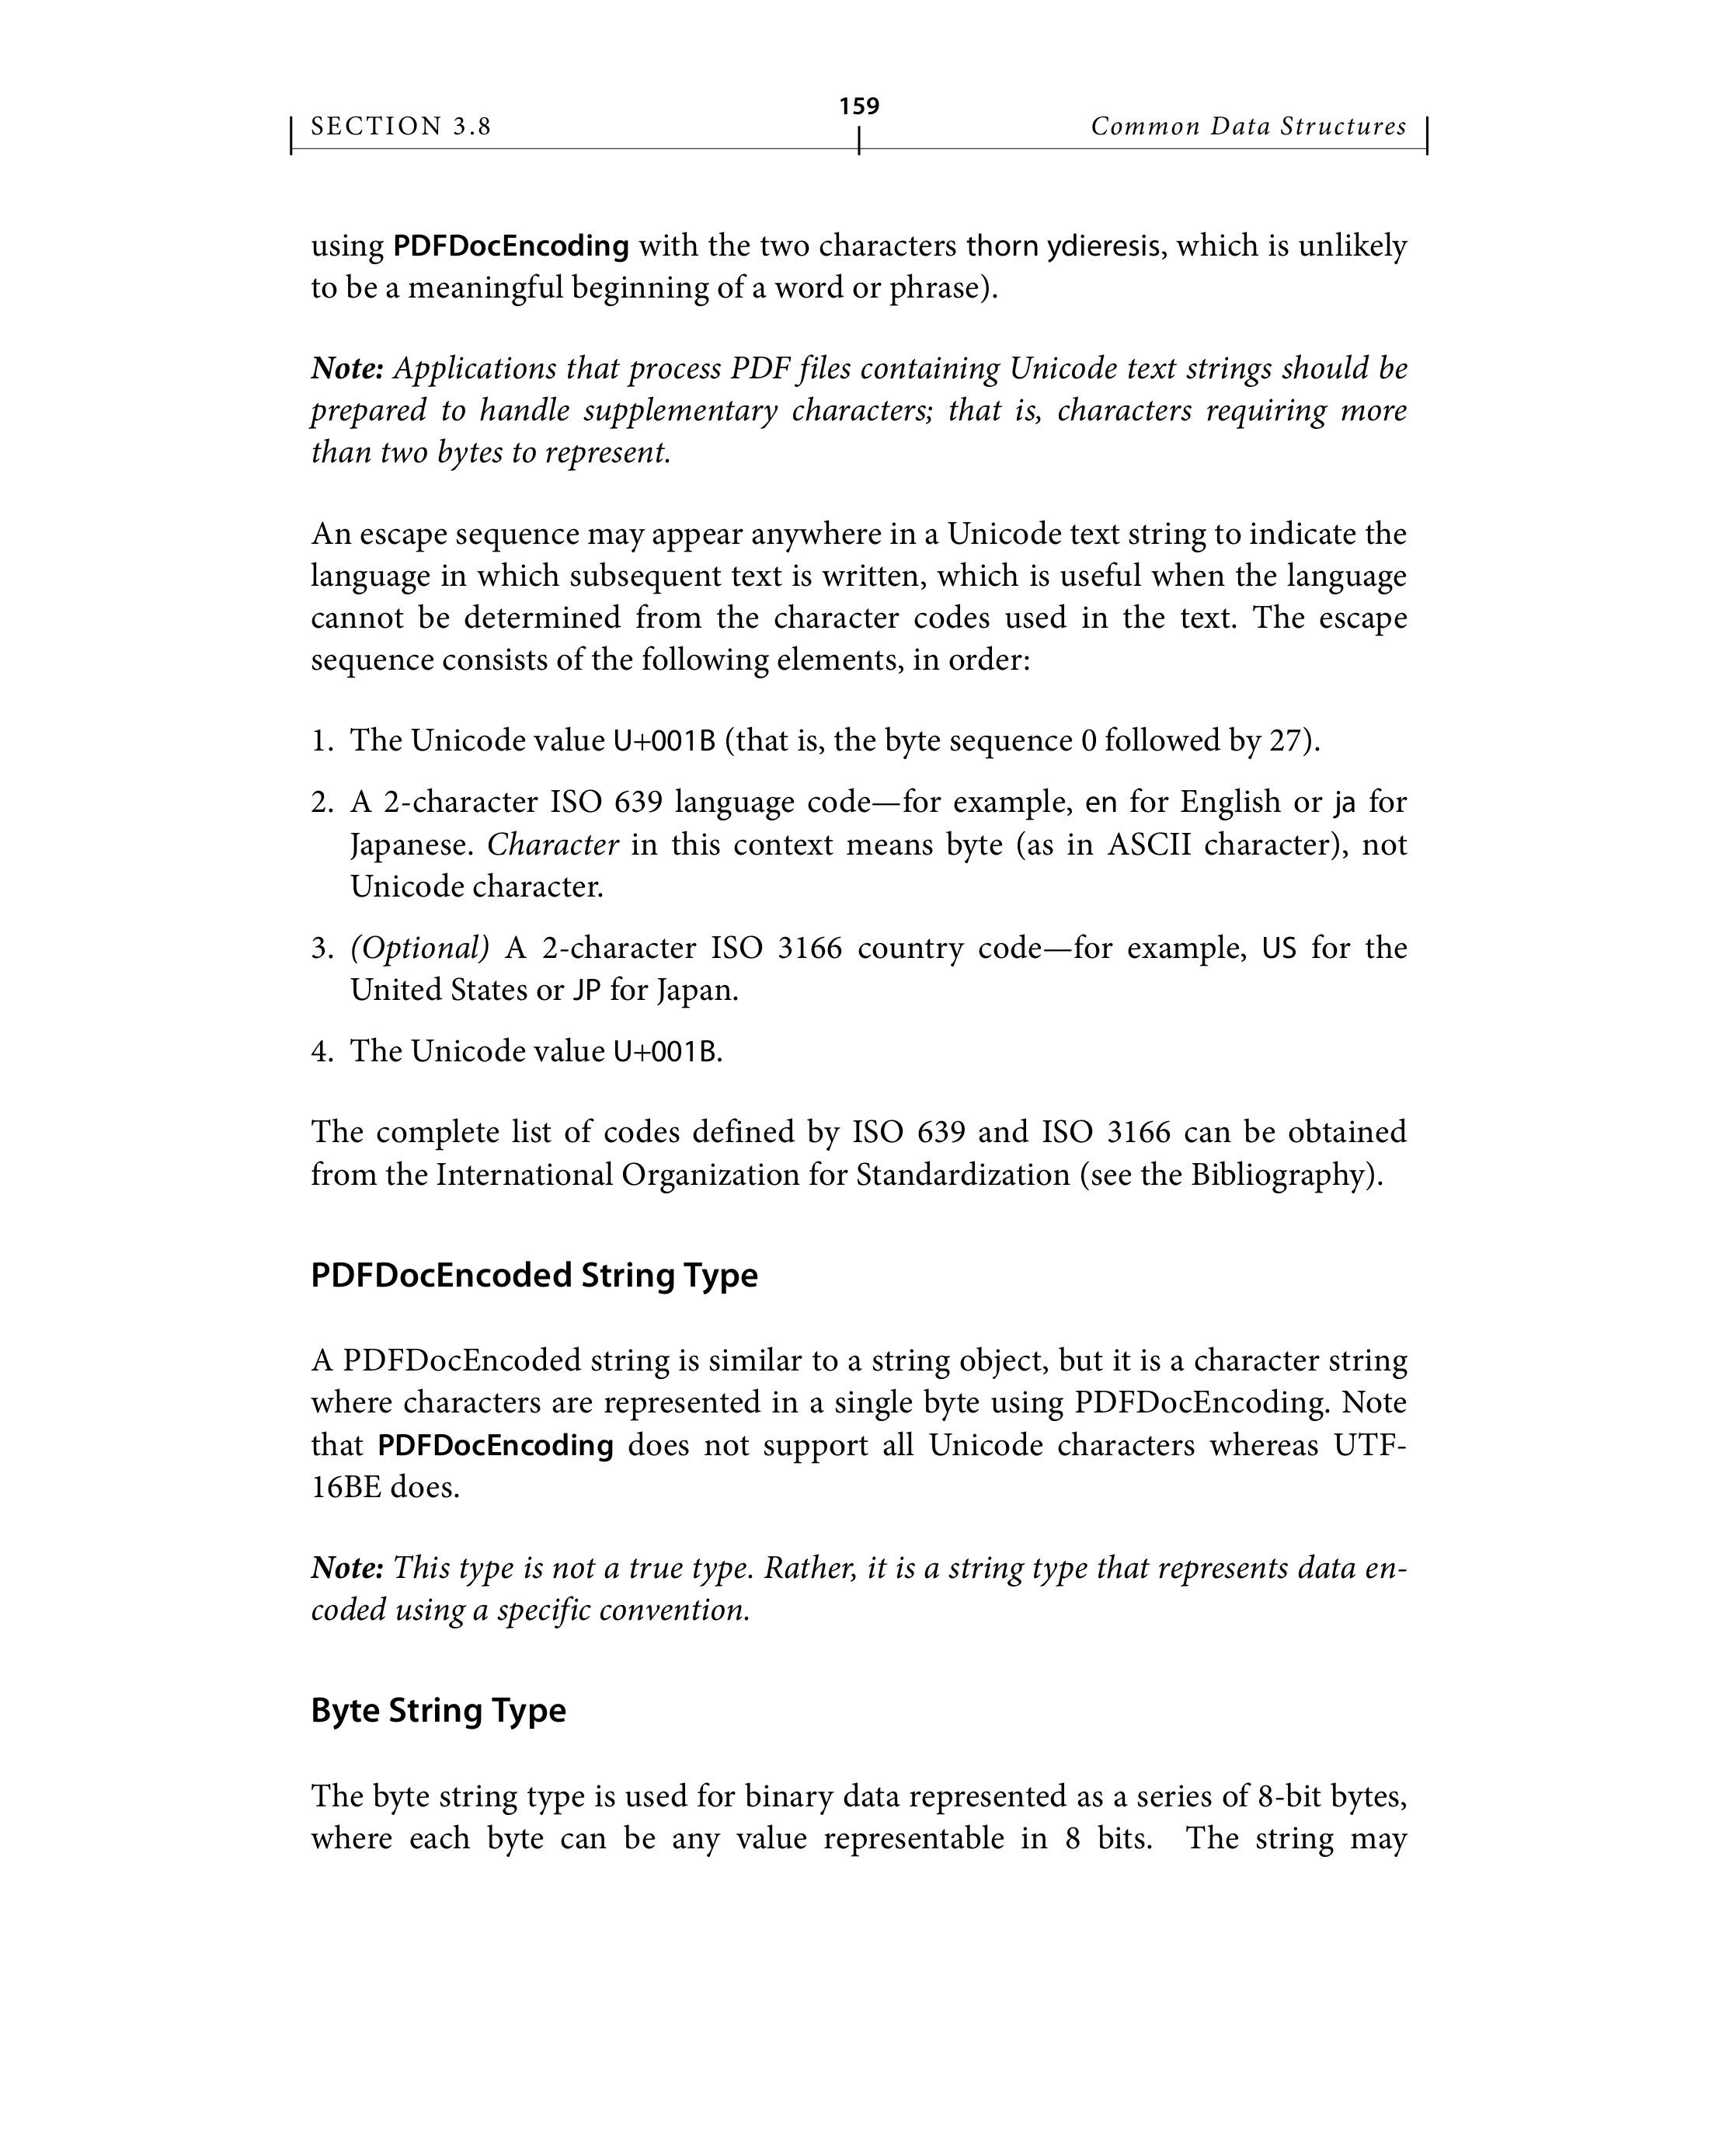 159
SECTION 3.8 Common Data Structures
using PDFDocEncoding with the two characters thorn ydieresis, which is unlikely
to be a meaningful beginning of a word or phrase).
Note: Applications that process PDF files containing Unicode text strings should be
prepared to handle supplementary characters; that is, characters requiring more
than two bytes to represent.
An escape sequence may appear anywhere in a Unicode text string to indicate the
language in which subsequent text is written, which is useful when the language
cannot be determined from the character codes used in the text. The escape
sequence consists of the following elements, in order:
1. The Unicode value U+001B (that is, the byte sequence 0 followed by 27).
2. A 2-character ISO 639 language code—for example, en for English or ja for
Japanese. Character in this context means byte (as in ASCII character), not
Unicode character.
3. (Optional) A 2-character ISO 3166 country code—for example, US for the
United States or JP for Japan.
4. The Unicode value U+001B.
The complete list of codes defined by ISO 639 and ISO 3166 can be obtained
from the International Organization for Standardization (see the Bibliography).
PDFDocEncoded String Type
A PDFDocEncoded string is similar to a string object, but it is a character string
where characters are represented in a single byte using PDFDocEncoding. Note
that PDFDocEncoding does not support all Unicode characters whereas UTF-
16BE does.
Note: This type is not a true type. Rather, it is a string type that represents data en-
coded using a specific convention.
Byte String Type
The byte string type is used for binary data represented as a series of 8-bit bytes,
where each byte can be any value representable in 8 bits. The string may